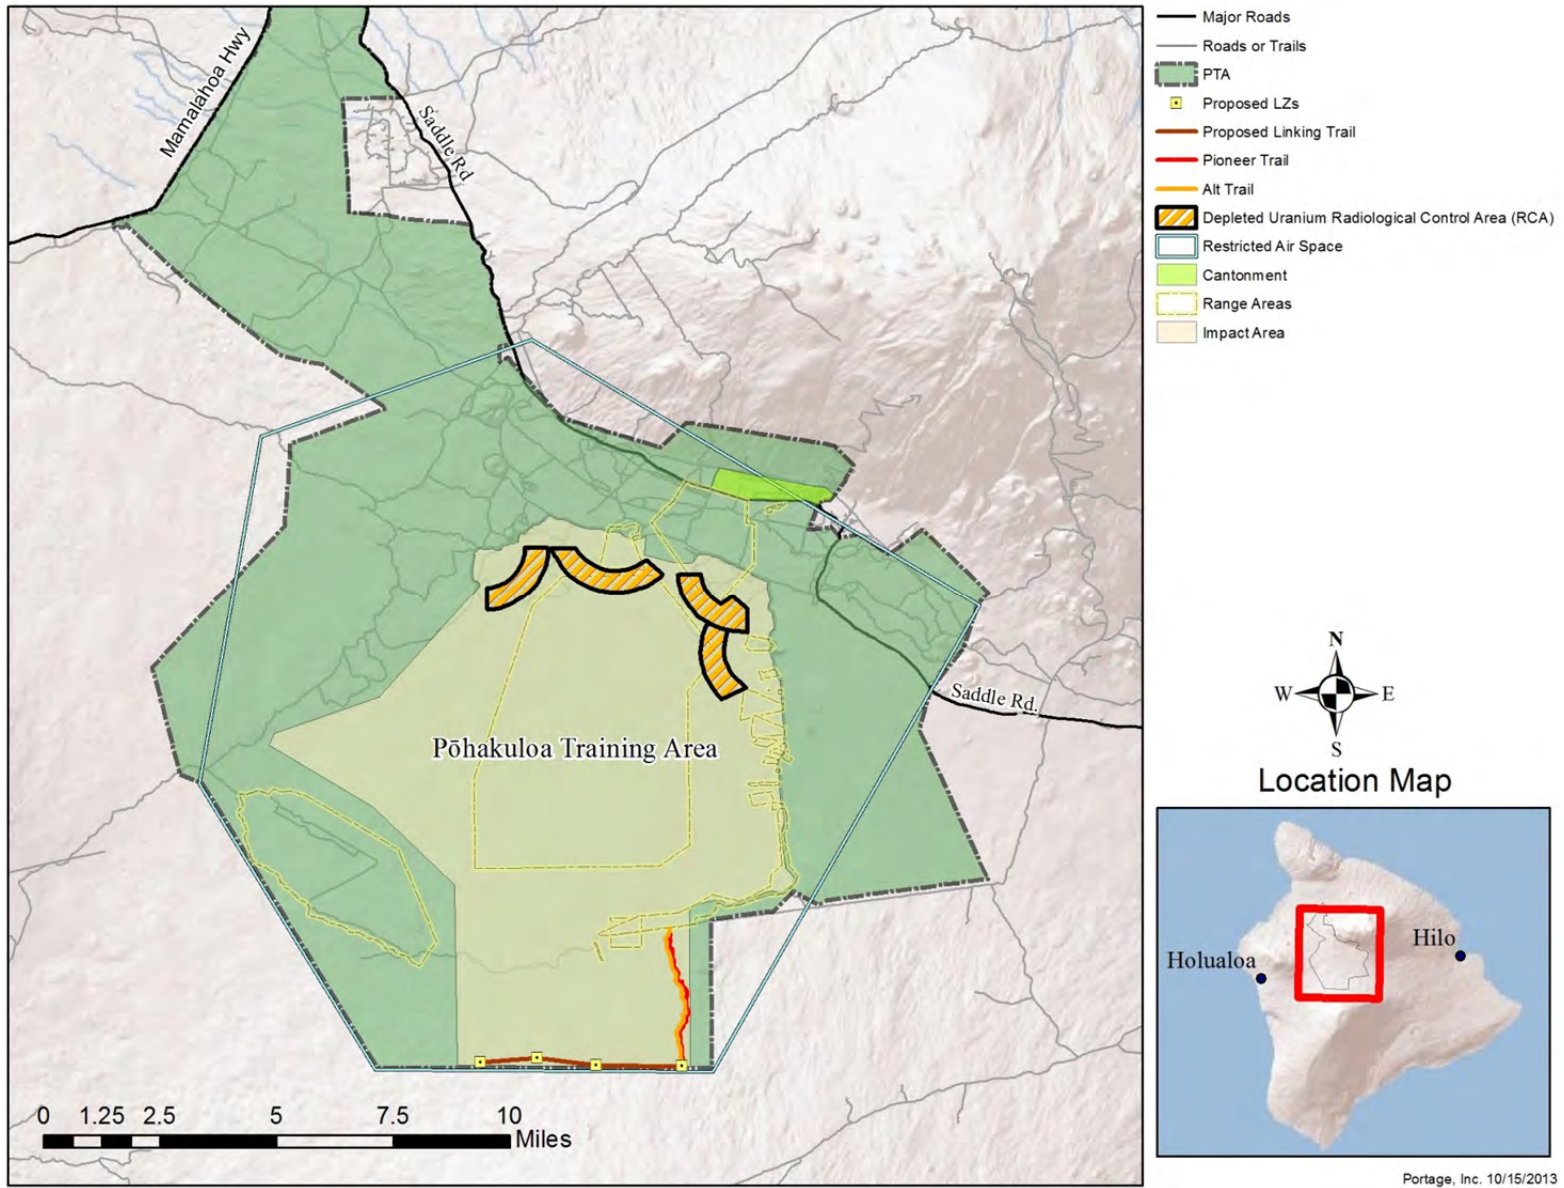 Mamalahoa Hwy
Saddle Rd
Saddle Rd.
Pōhakuloa Training Area
0 1.25 2.5 5 7.5 10
Miles
Major Roads
Roads or Trails
PTA
Proposed LZs
Proposed Linking Trail
Pioneer Trail
Alt Trail
Depleted Uranium Radiological Control Area (RCA)
Restricted Air Space
Cantonment
Range Areas
Impact Area
N
W E
S
Location Map
Hilo
Holualoa
Portage, Inc. 10/15/2013